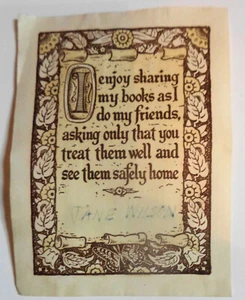 I enjoy sharing
my books as I
do my friends,
asking only that you
treat them well and
see them safely home
JANE